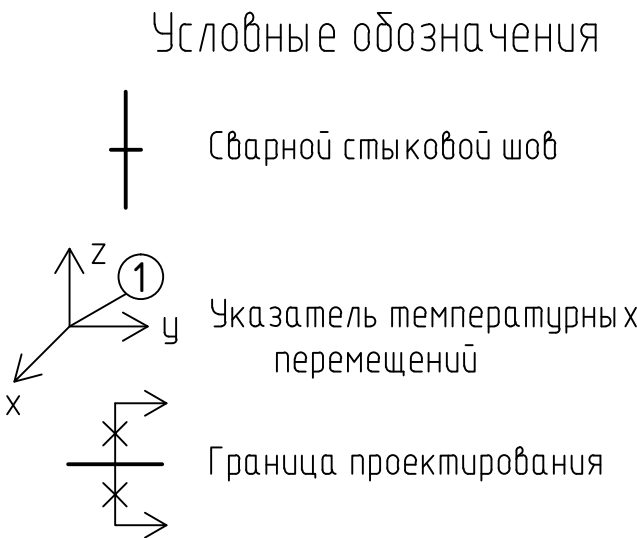 Условные обозначения
Сварной стыковой шов
z
1
y
x
Указатель температурных
перемещений
Граница проектирования